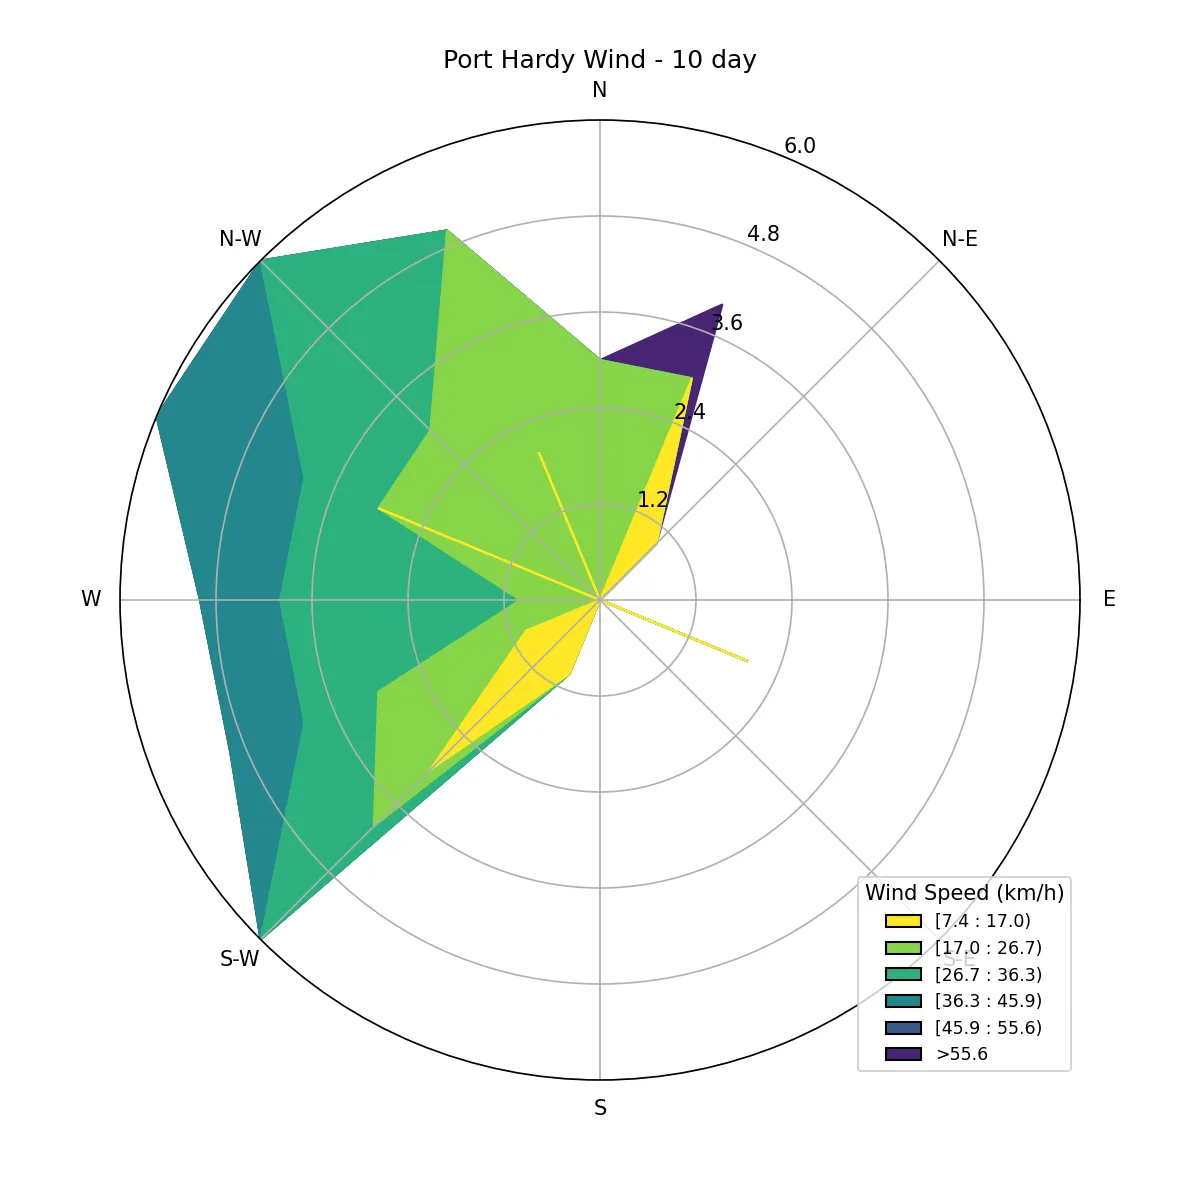 Port Hardy Wind - 10 day
N
6.0
N-W
4.8
N-E
3.6
2.4
1.2
W
E
S-W
S-E
S
Wind Speed (km/h)
[7.4 : 17.0)
[17.0 : 26.7)
[26.7 : 36.3)
[36.3 : 45.9)
[45.9 : 55.6)
>55.6